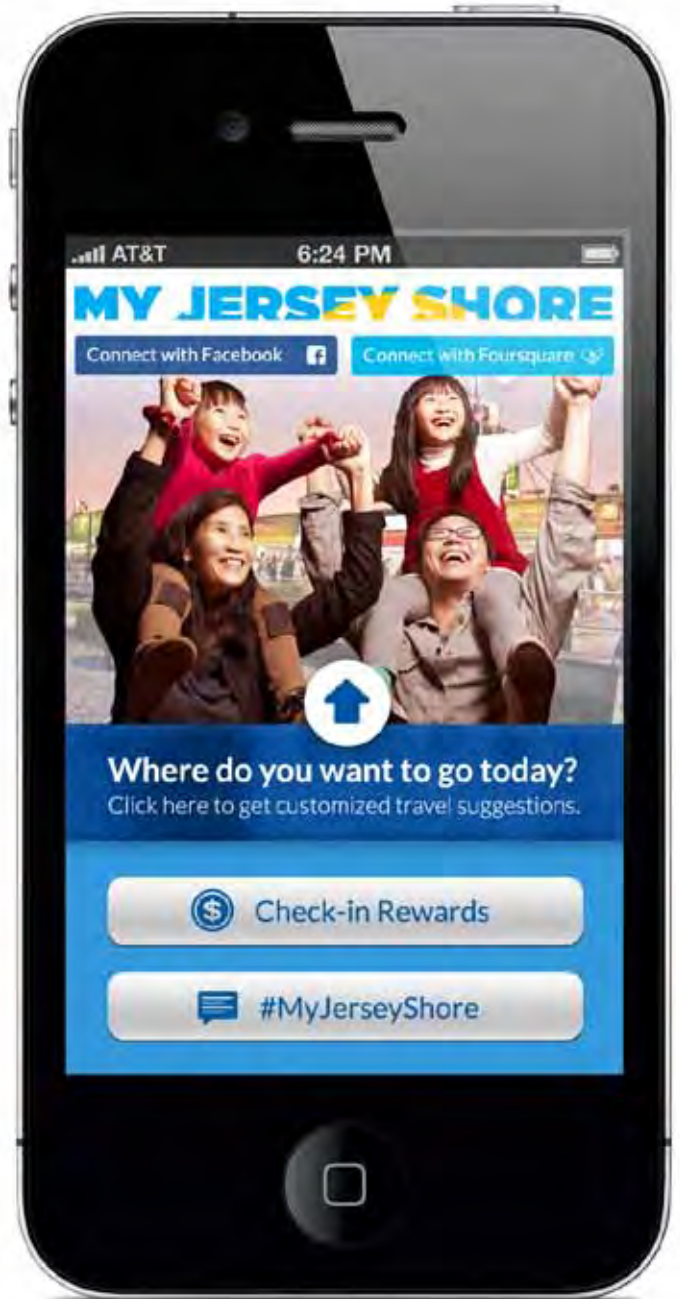 AT&T 6:24 PM
MY JERSEY SHORE
Connect with Facebook f
Connect with Foursquare
Where do you want to go today?
Click here to get customized travel suggestions.
$ Check-in Rewards
#MyJerseyShore